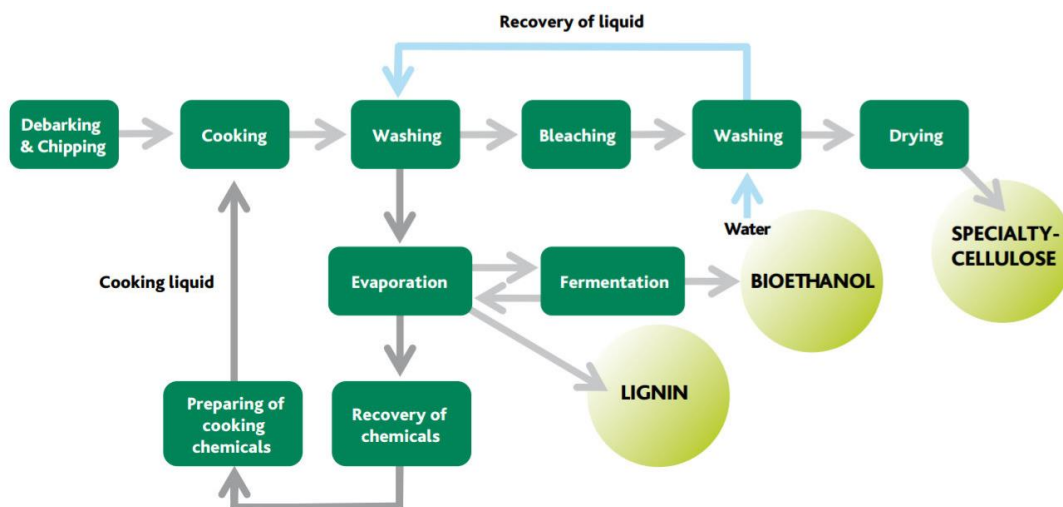 Recovery of liquid
Debarking
& Chipping
Cooking
Washing
Bleaching
Washing
Drying
Water
SPECIALTY-
CELLULOSE
Cooking liquid
Evaporation
Fermentation
BIOETHANOL
LIGNIN
Preparing of
cooking
chemicals
Recovery of
chemicals